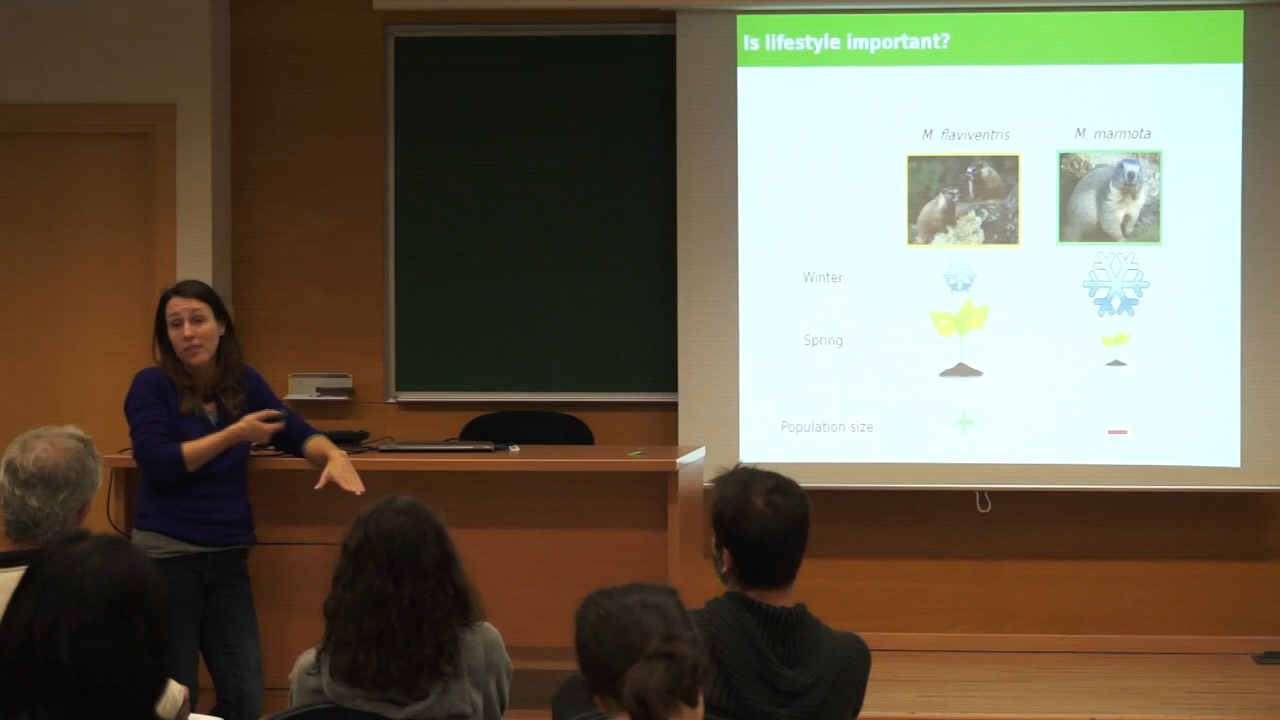 Is lifestyle important?
M. flaviventris M. marmota
Winter
Spring
Population size